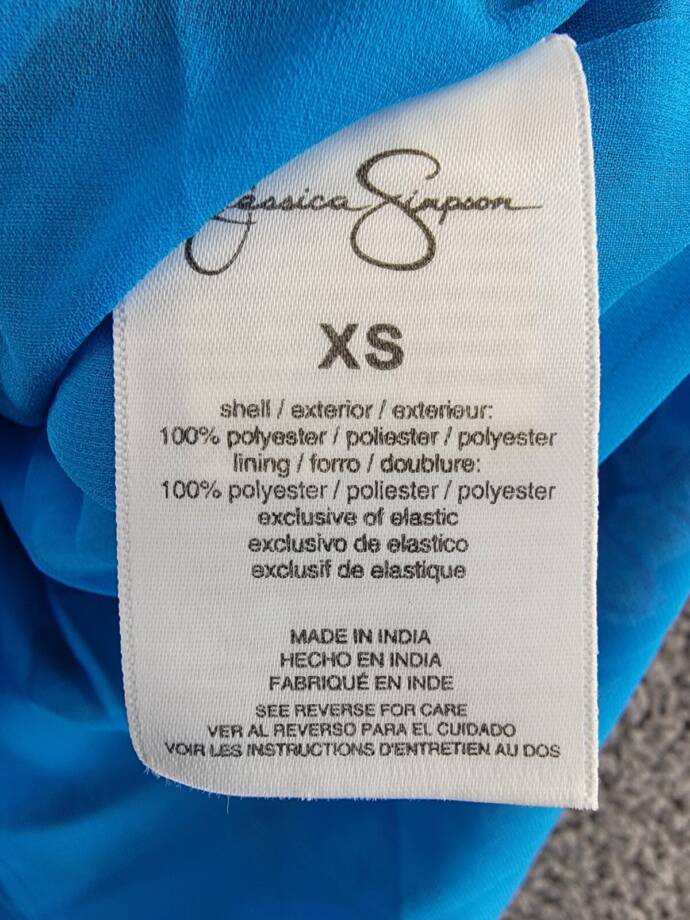 Jessica Simpson
XS
shell / exterior / exterieur:
100% polyester / poliester / polyester
lining / forro / doublure:
100% polyester / poliester / polyester
exclusive of elastic
exclusivo de elastico
exclusif de elastique
MADE IN INDIA
HECHO EN INDIA
FABRIQUÉ EN INDE
SEE REVERSE FOR CARE
VER AL REVERSO PARA EL CUIDADO
VOIR LES INSTRUCTIONS D'ENTRETIEN AU DOS